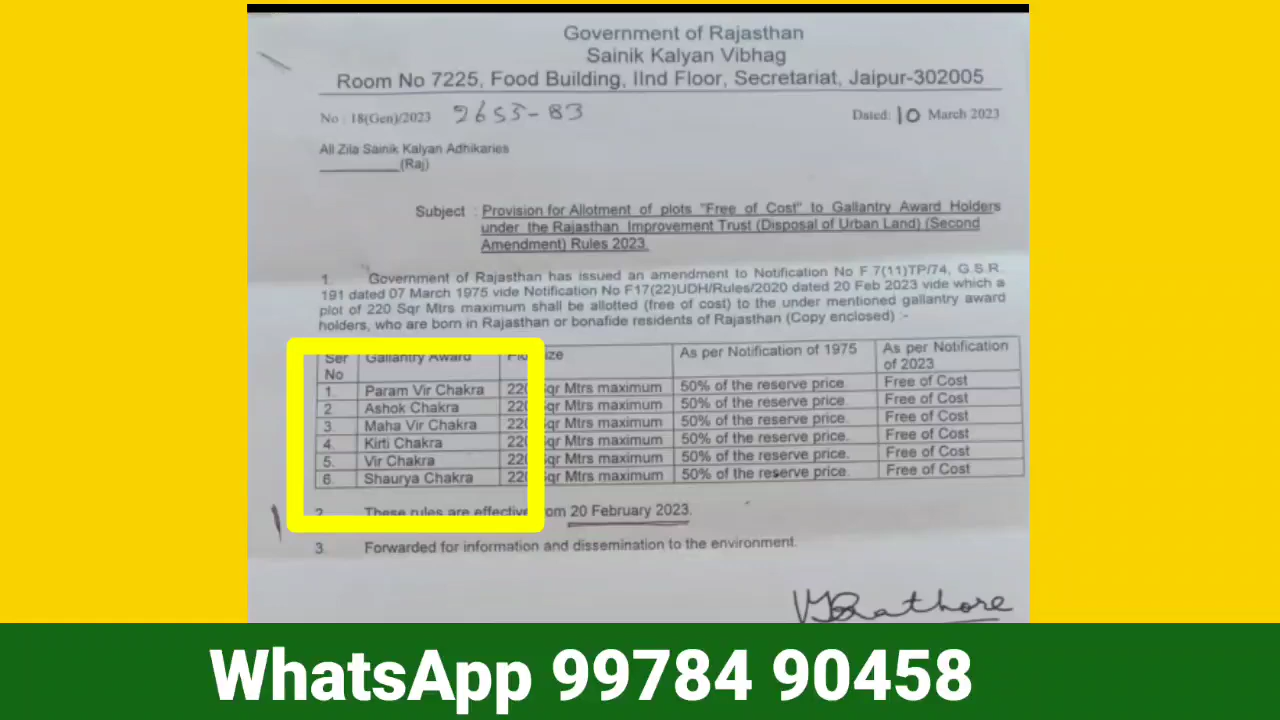 Government of Rajasthan
Sainik Kalyan Vibhag
Room No 7225, Food Building, IInd Floor, Secretariat, Jaipur-302005
No : 18(Gen)/2023 2653-83 Dated: 10 March 2023
All Zila Sainik Kalyan Adhikaries
(Raj)
Subject : Provision for Allotment of plots "Free of Cost" to Gallantry Award Holders
under the Rajasthan Improvement Trust (Disposal of Urban Land) (Second
Amendment) Rules 2023.
1. Government of Rajasthan has issued an amendment to Notification No F 7(11)TP/74, G.S.R.
191 dated 07 March 1975 vide Notification No F17(22)UDH/Rules/2020 dated 20 Feb 2023 vide which a
plot of 220 Sqr Mtrs maximum shall be allotted (free of cost) to the under mentioned gallantry award
holders, who are born in Rajasthan or bonafide residents of Rajasthan (Copy enclosed) :-
Ser Gallantry Award As per Notification of 1975 As per Notification
No of 2023
1. Param Vir Chakra 220 Sqr Mtrs maximum 50% of the reserve price. Free of Cost
2 Ashok Chakra 220 Sqr Mtrs maximum 50% of the reserve price. Free of Cost
3. Maha Vir Chakra 220 Sqr Mtrs maximum 50% of the reserve price. Free of Cost
4. Kirti Chakra 220 Sqr Mtrs maximum 50% of the reserve price. Free of Cost
5. Vir Chakra 220 Sqr Mtrs maximum 50% of the reserve price. Free of Cost
6. Shaurya Chakra 220 Sqr Mtrs maximum 50% of the reserve price. Free of Cost
2. These rules are effective from 20 February 2023.
3. Forwarded for information and dissemination to the environment.
WhatsApp 99784 90458